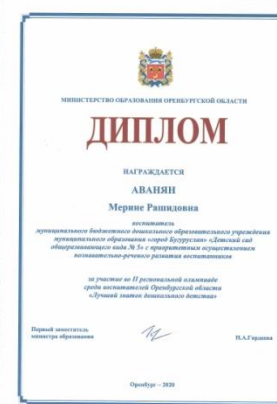 МИНИСТЕРСТВО ОБРАЗОВАНИЯ ОРЕНБУРГСКОЙ ОБЛАСТИ
ДИПЛОМ
НАГРАЖДАЕТСЯ
АВАНЯН
Мерине Рашидовна
воспитатель
муниципального бюджетного дошкольного образовательного учреждения
муниципального образования «город Бугуруслан» «Детский сад
общеразвивающего вида № 5» с приоритетным осуществлением
познавательно-речевого развития воспитанников
за участие во II региональной олимпиаде
среди воспитателей Оренбургской области
«Лучший знаток дошкольного детства»
Первый заместитель
министра образования
Н.А.Гордеева
Оренбург – 2020